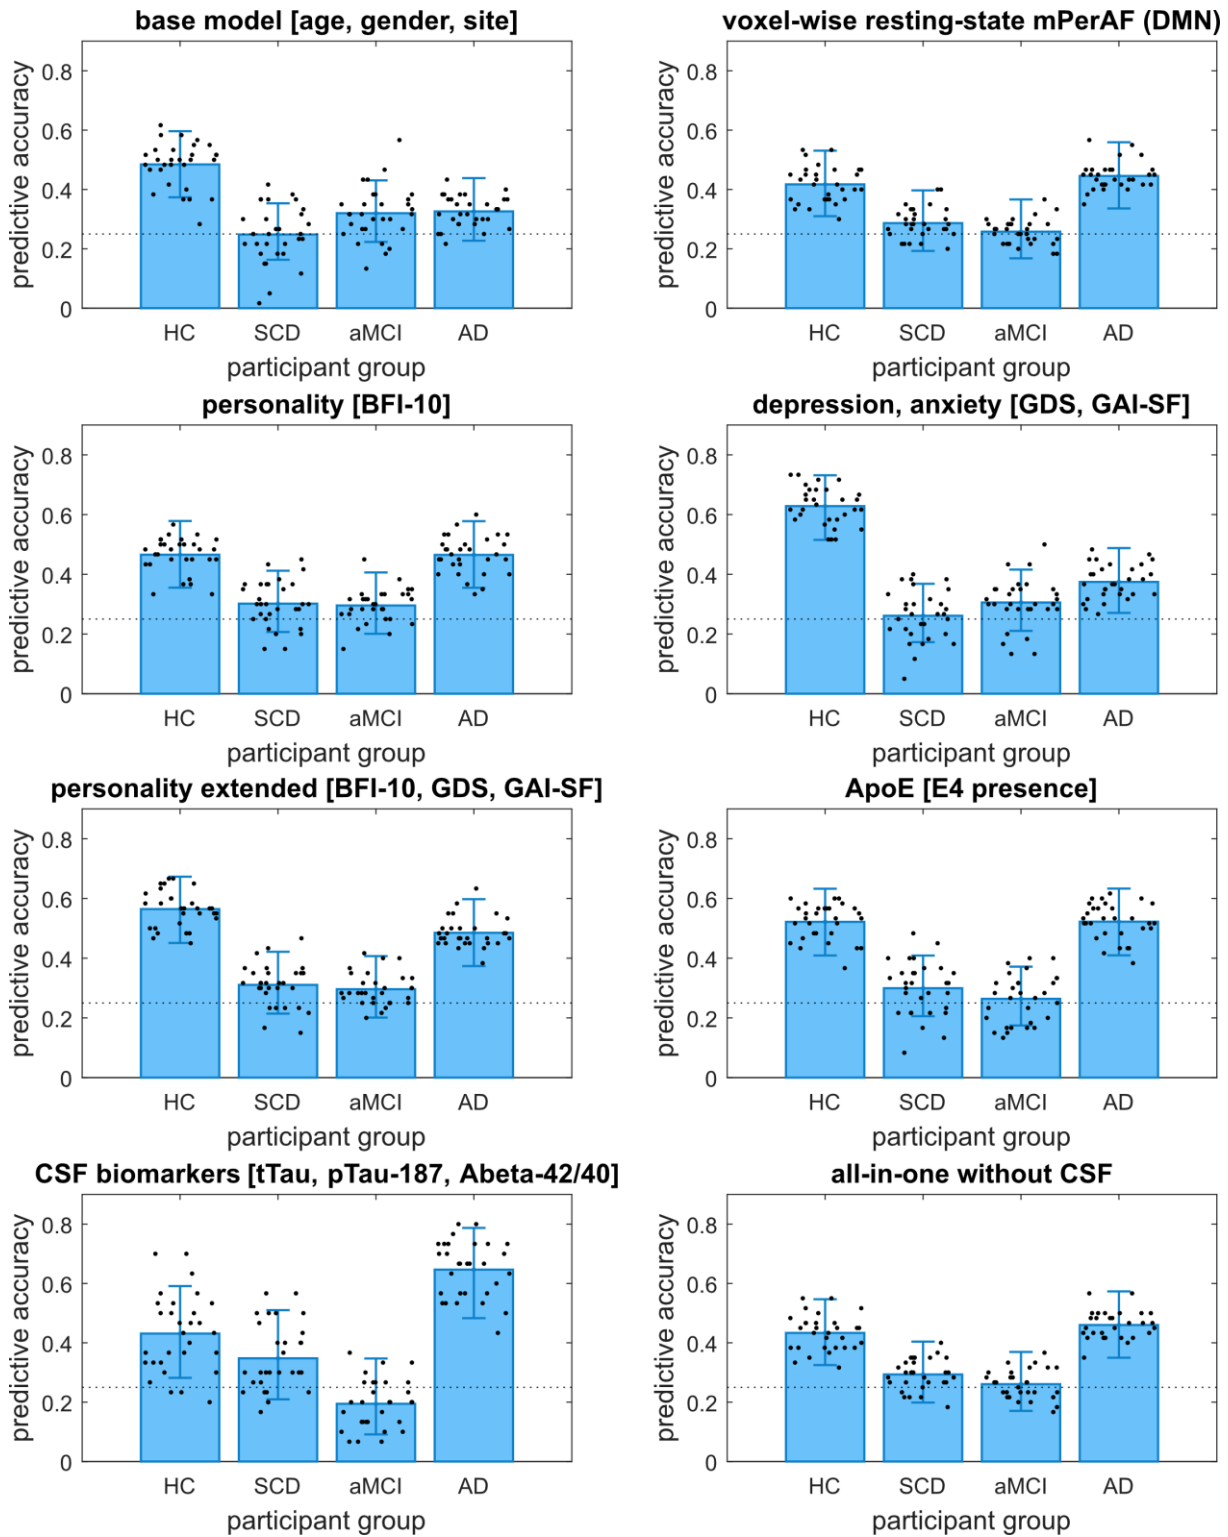 base model [age, gender, site]
predictive accuracy
0.8
0.6
0.4
0.2
0
HC SCD aMCI AD
participant group
voxel-wise resting-state mPerAF (DMN)
predictive accuracy
0.8
0.6
0.4
0.2
0
HC SCD aMCI AD
participant group
personality [BFI-10]
predictive accuracy
0.8
0.6
0.4
0.2
0
HC SCD aMCI AD
participant group
depression, anxiety [GDS, GAI-SF]
predictive accuracy
0.8
0.6
0.4
0.2
0
HC SCD aMCI AD
participant group
personality extended [BFI-10, GDS, GAI-SF]
predictive accuracy
0.8
0.6
0.4
0.2
0
HC SCD aMCI AD
participant group
ApoE [E4 presence]
predictive accuracy
0.8
0.6
0.4
0.2
0
HC SCD aMCI AD
participant group
CSF biomarkers [tTau, pTau-187, Abeta-42/40]
predictive accuracy
0.8
0.6
0.4
0.2
0
HC SCD aMCI AD
participant group
all-in-one without CSF
predictive accuracy
0.8
0.6
0.4
0.2
0
HC SCD aMCI AD
participant group